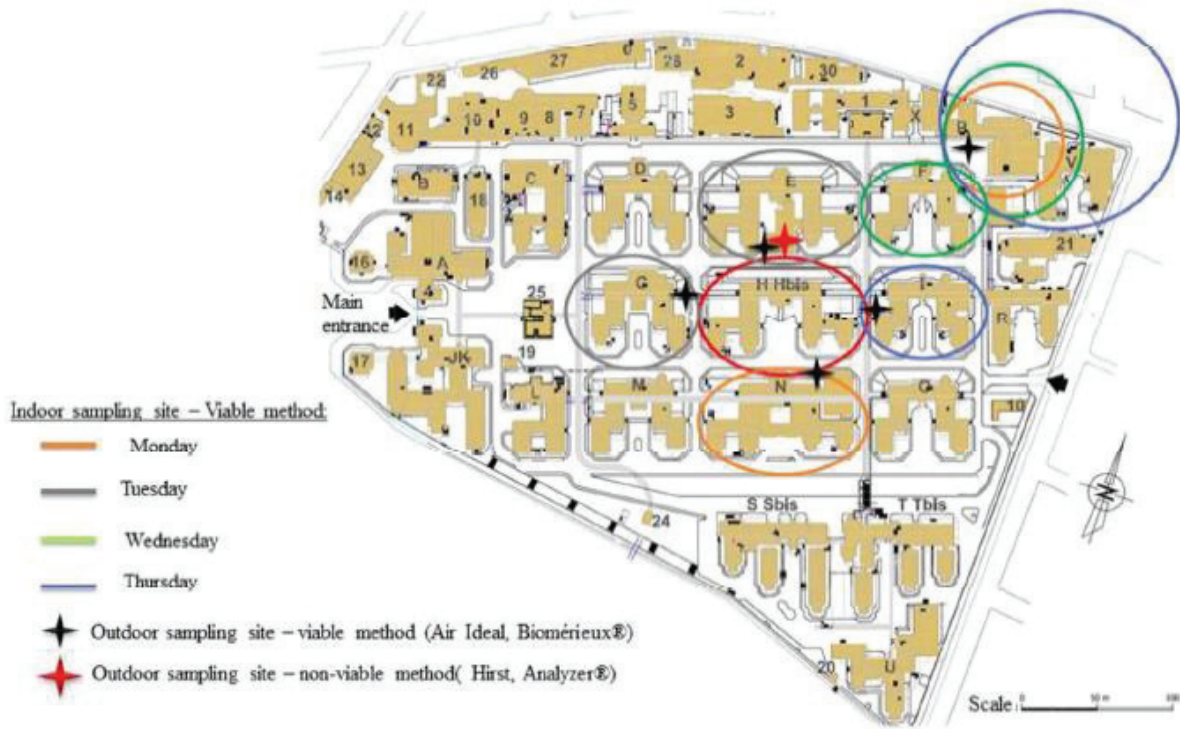 27
26
6
28
2
30
22
5
1
10
9
8
7
3
X
11
B
12
13
V
14
B
18
C
D
E
F
21
16
A
4
G
H Hbis
I
Main
entrance
25
R
17
JK
19
L
M
N
10
Indoor sampling site – Viable method:
Monday
Tuesday
Wednesday
Thursday
24
S Sbis
T Tbis
N
Outdoor sampling site – viable method (Air Ideal, Biomérieux®)
Outdoor sampling site – non-viable method( Hirst, Analyzer®)
20
U
Scale :
0
50 m